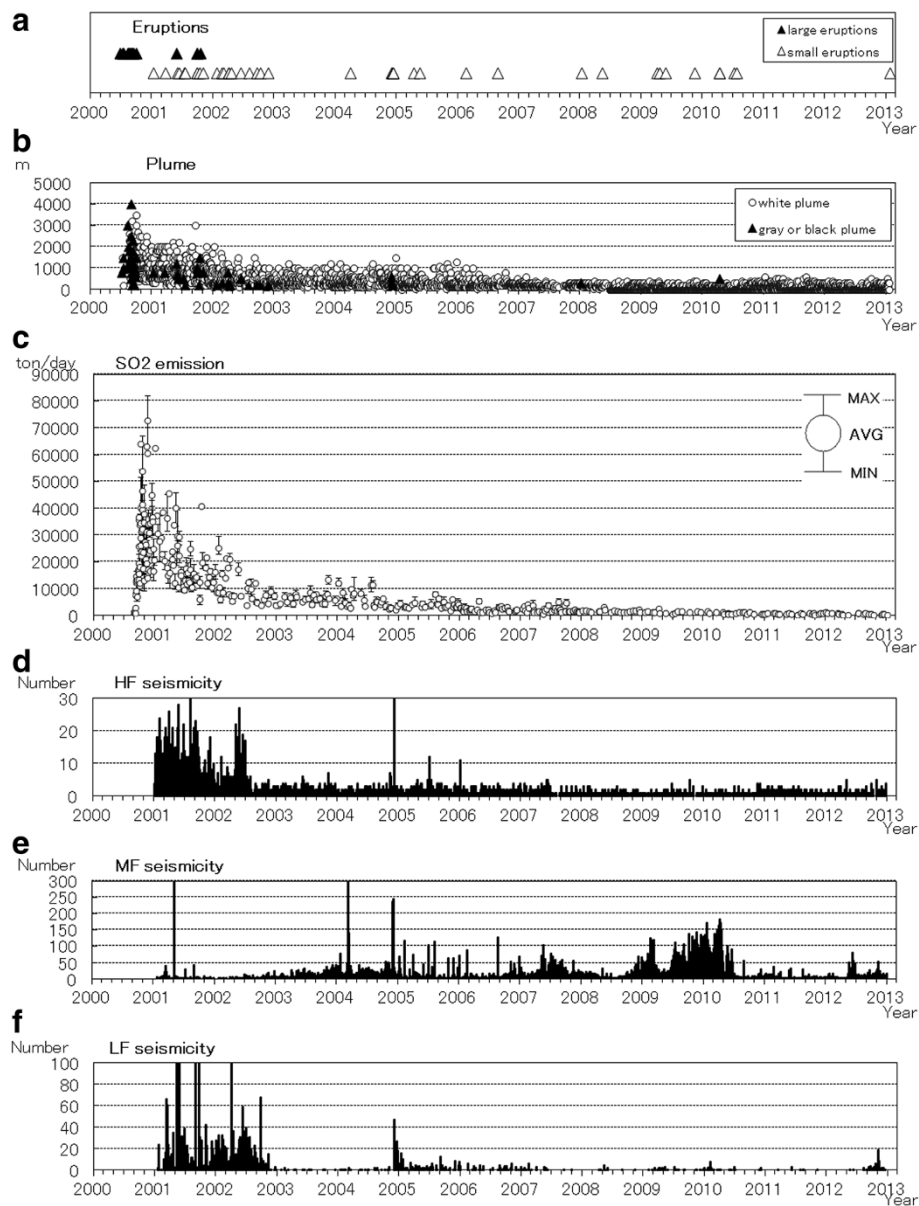 a
Eruptions
▲large eruptions
△small eruptions
2000 2001 2002 2003 2004 2005 2006 2007 2008 2009 2010 2011 2012 2013
Year
b
m
Plume
5000
4000
3000
2000
1000
0
○white plume
▲gray or black plume
2000 2001 2002 2003 2004 2005 2006 2007 2008 2009 2010 2011 2012 2013
Year
c
ton/day
SO2 emission
90000
80000
70000
60000
50000
40000
30000
20000
10000
0
MAX
AVG
MIN
2000 2001 2002 2003 2004 2005 2006 2007 2008 2009 2010 2011 2012 2013
Year
d
Number
HF seismicity
30
20
10
0
2000 2001 2002 2003 2004 2005 2006 2007 2008 2009 2010 2011 2012 2013
Year
e
Number
MF seismicity
300
250
200
150
100
50
0
2000 2001 2002 2003 2004 2005 2006 2007 2008 2009 2010 2011 2012 2013
Year
f
Number
LF seismicity
100
80
60
40
20
0
2000 2001 2002 2003 2004 2005 2006 2007 2008 2009 2010 2011 2012 2013
Year